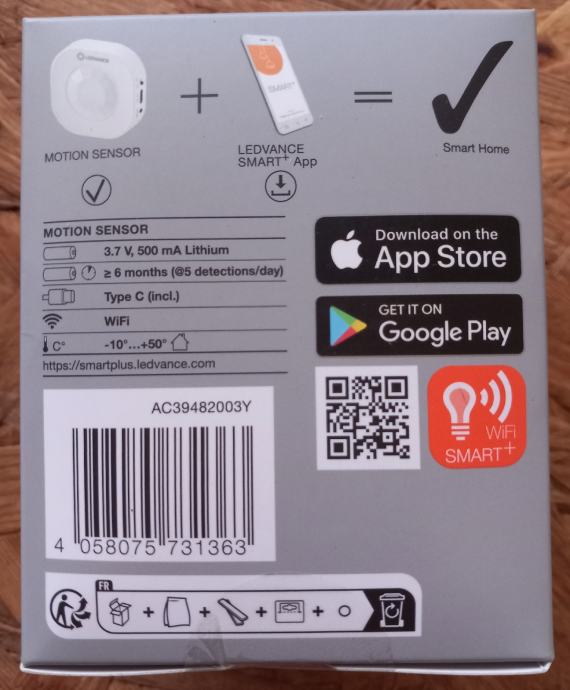 LEDVANCE
SMART+
MOTION SENSOR
+
LEDVANCE
SMART+ App
=
Smart Home
MOTION SENSOR
3.7 V, 500 mA Lithium
≥ 6 months (@5 detections/day)
Type C (incl.)
WiFi
C° -10°...+50°
https://smartplus.ledvance.com
Download on the
App Store
GET IT ON
Google Play
WiFi
SMART+
AC39482003Y
4 058075 731363
FR
+ + + +